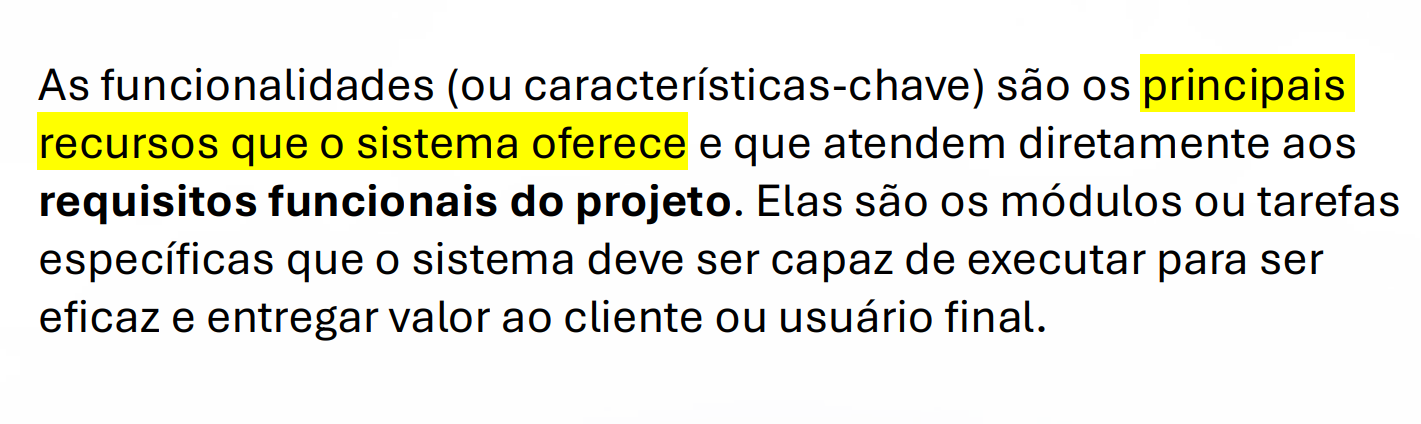 As funcionalidades (ou características-chave) são os principais
recursos que o sistema oferece e que atendem diretamente aos
requisitos funcionais do projeto. Elas são os módulos ou tarefas
específicas que o sistema deve ser capaz de executar para ser
eficaz e entregar valor ao cliente ou usuário final.